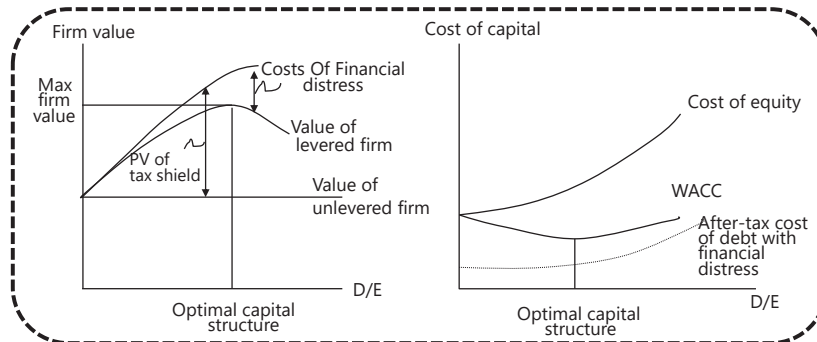 Firm value
Costs Of Financial
distress
Max
firm
value
Value of
levered firm
PV of
tax shield
Value of
unlevered firm
D/E
Optimal capital
structure
Cost of capital
Cost of equity
WACC
After-tax cost
of debt with
financial
distress
D/E
Optimal capital
structure